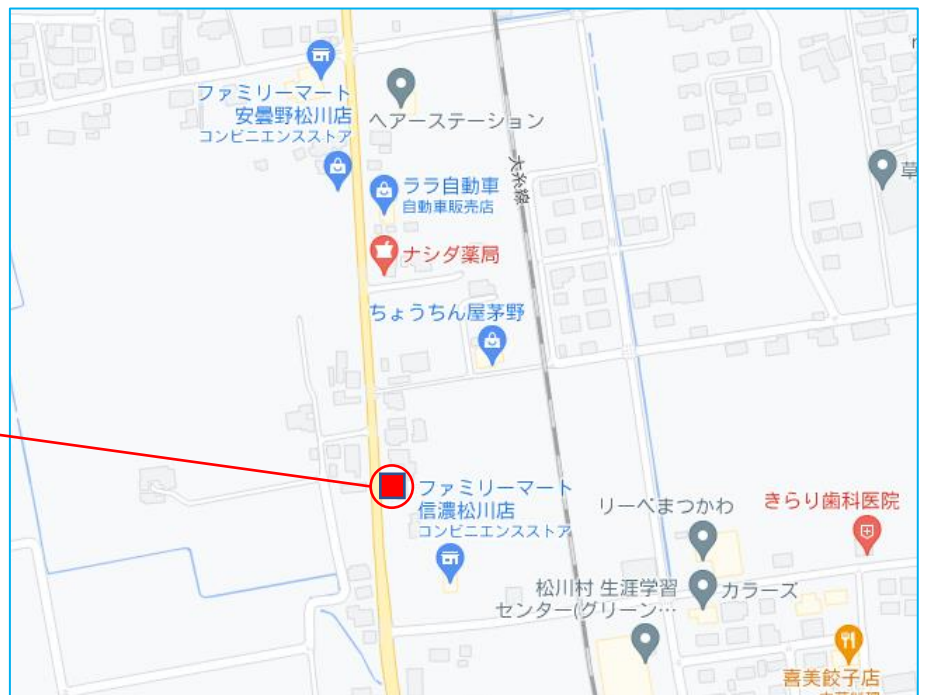 ファミリーマート
安曇野松川店
コンビニエンスストア
ヘアーステーション
大糸線
ララ自動車
自動車販売店
草
ナシダ薬局
ちょうちん屋茅野
ファミリーマート
信濃松川店
コンビニエンスストア
リーベまつかわ
きらり歯科医院
松川村 生涯学習
センター(グリーン…
カラーズ
喜美餃子店